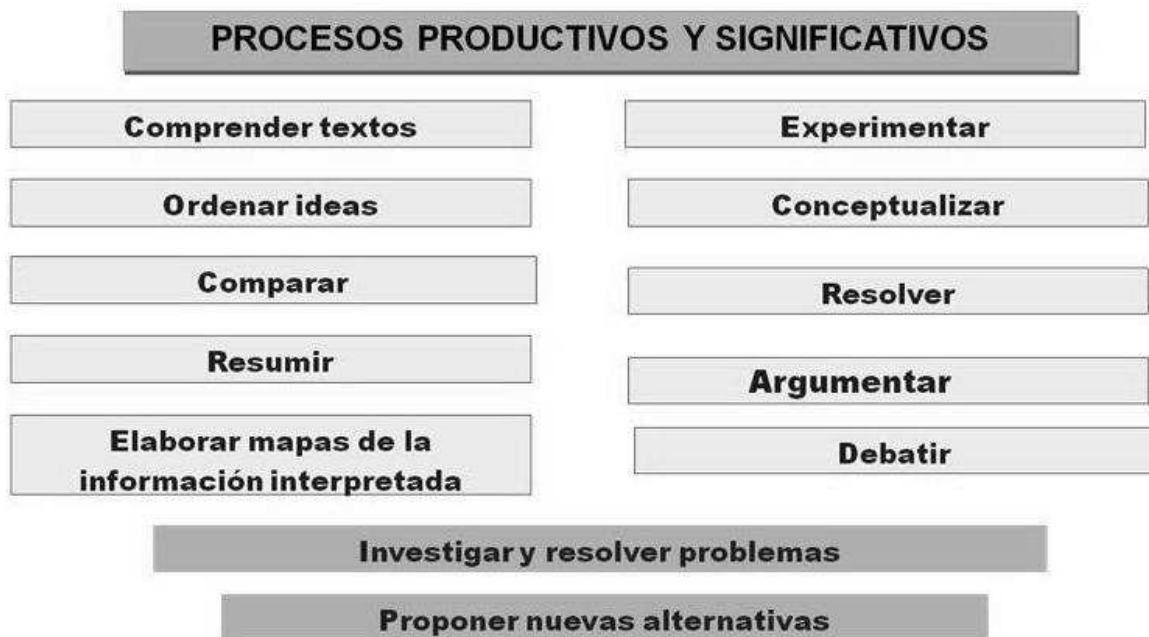 PROCESOS PRODUCTIVOS Y SIGNIFICATIVOS
Comprender textos
Ordenar ideas
Comparar
Resumir
Elaborar mapas de la
información interpretada
Experimentar
Conceptualizar
Resolver
Argumentar
Debatir
Investigar y resolver problemas
Proponer nuevas alternativas